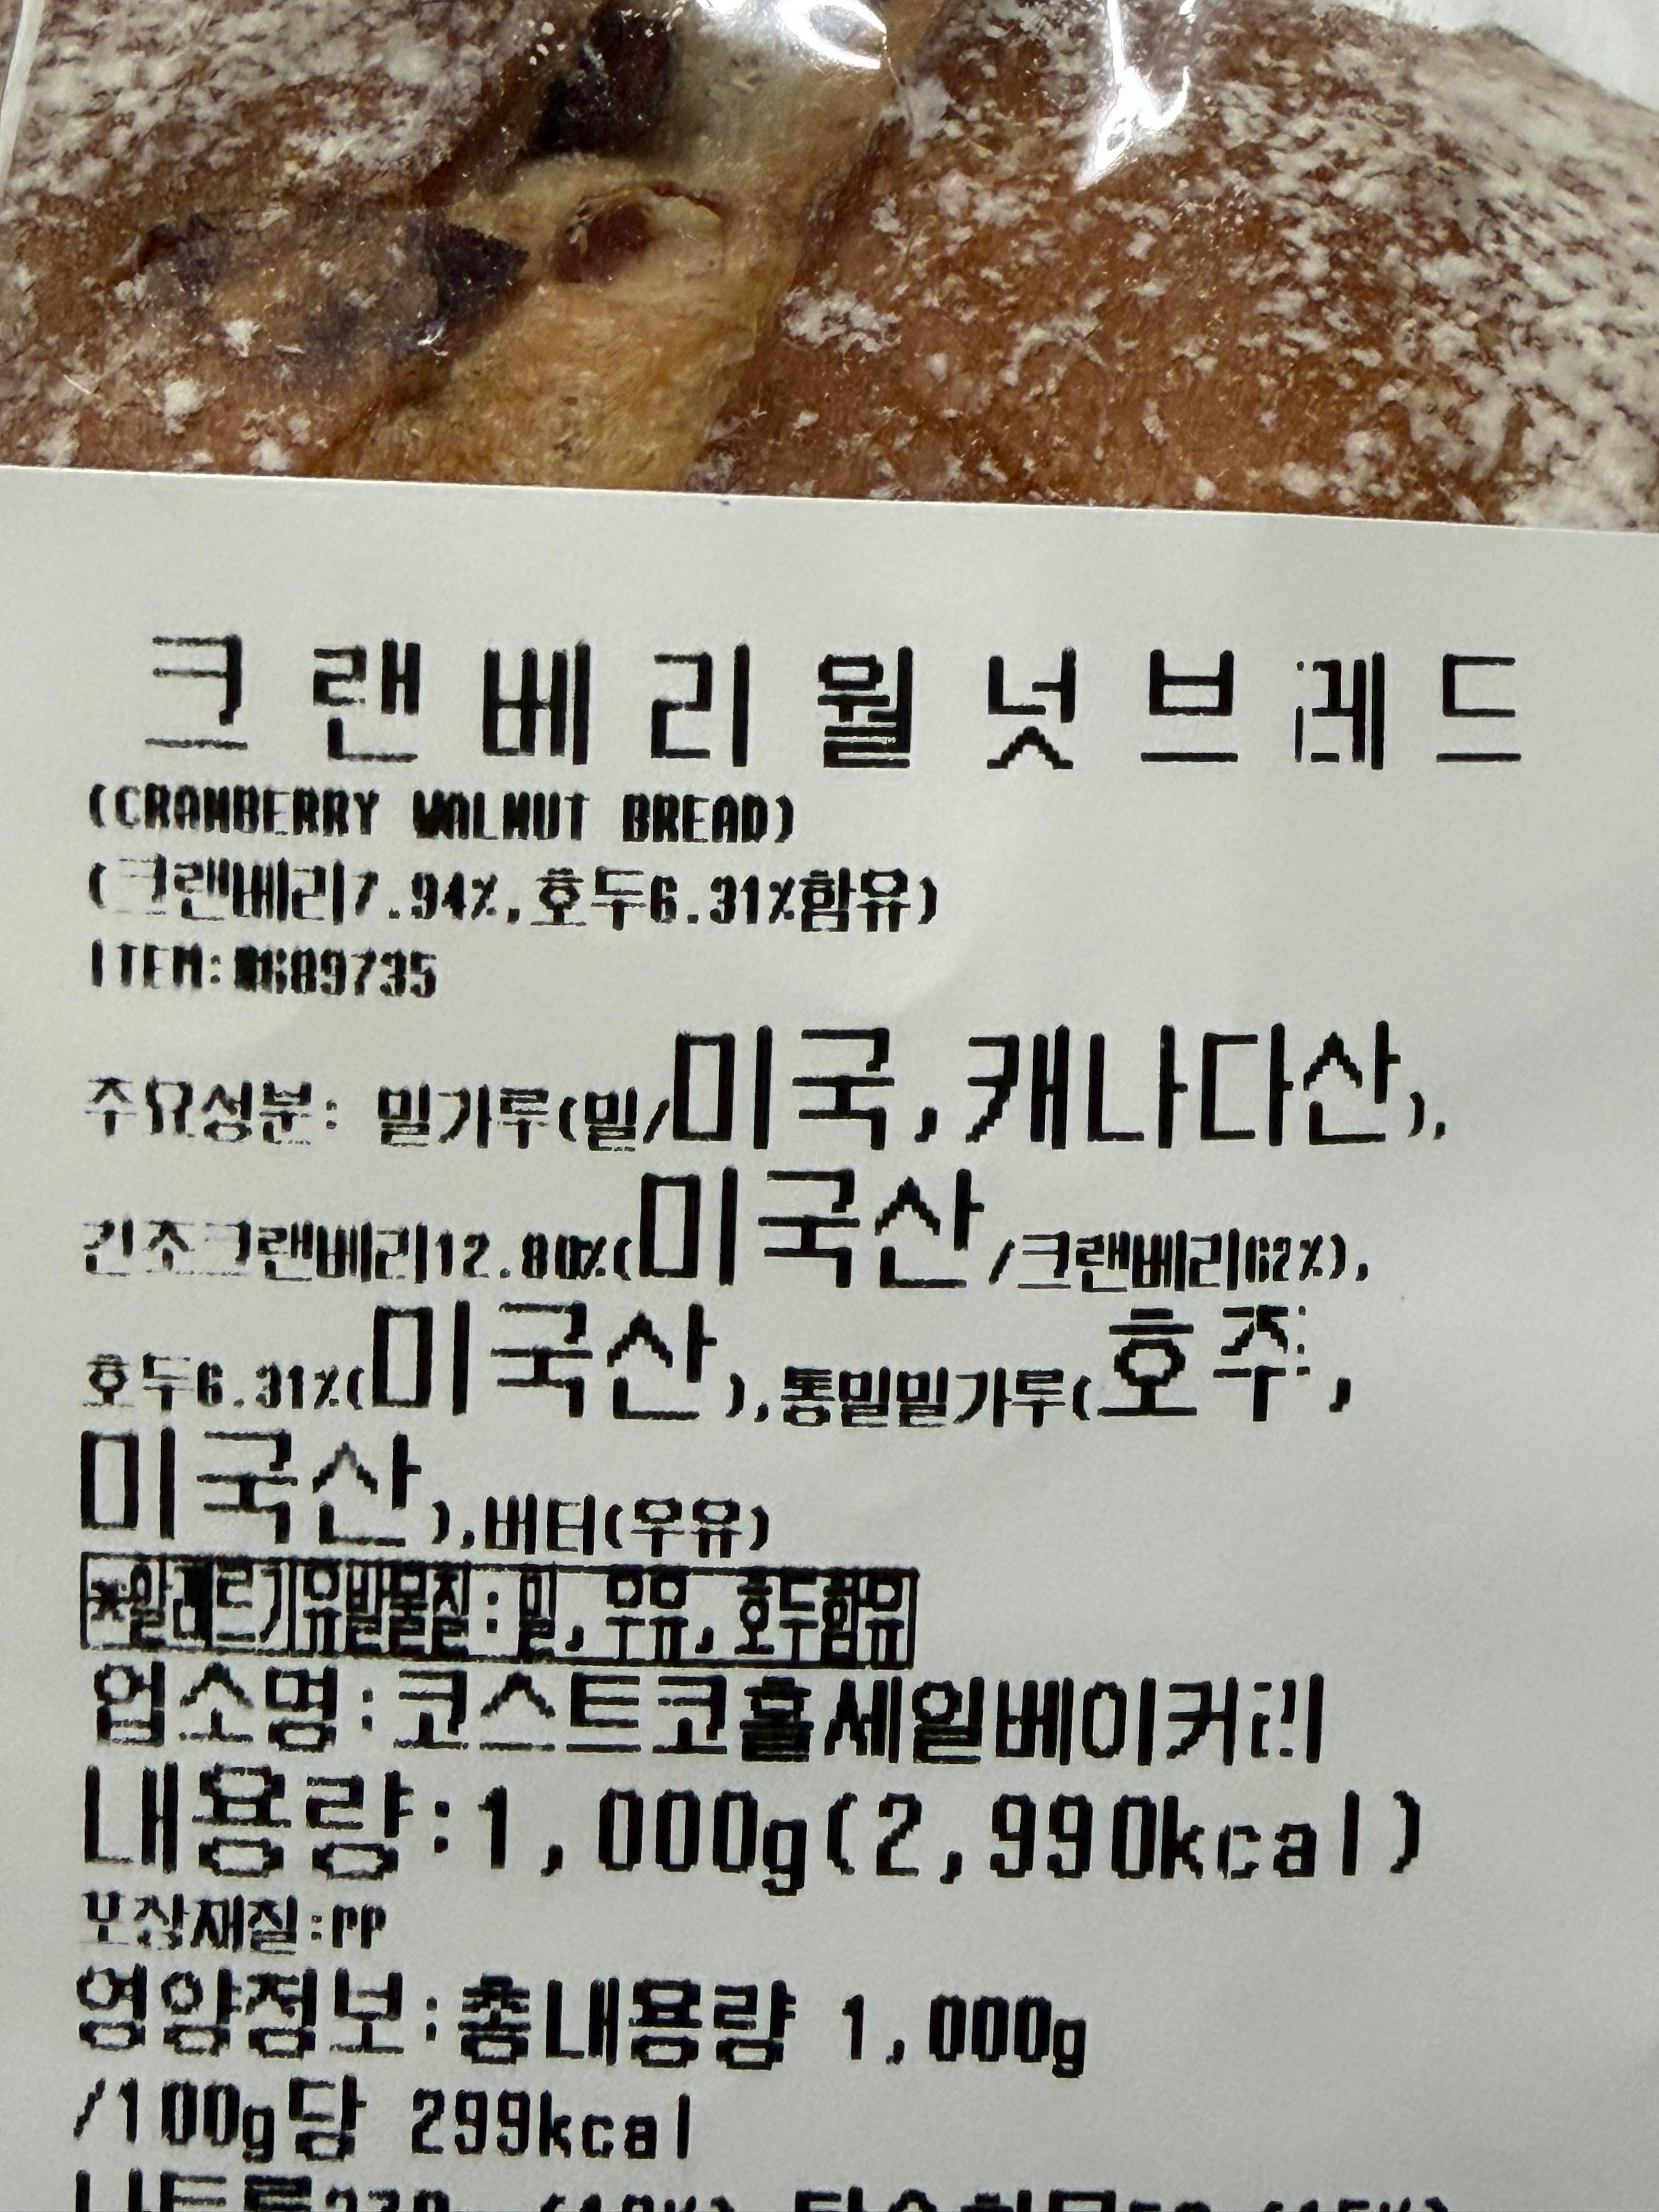 크랜베리월넛브레드
(CRANBERRY WALNUT BREAD)
(크랜베리7.94%,호두6.31%함유)
ITEM:#689735
주요성분: 밀가루(밀/미국,캐나다산),
건조크랜베리12.80%(미국산/크랜베리62%),
호두6.31%(미국산),통밀밀가루(호주,
미국산),버터(우유)
*알레르기유발물질:밀,우유,호두함유
업소명:코스트코홀세일베이커리
내용량:1,000g(2,990kcal)
포장재질:PP
영양정보:총내용량 1,000g
/100g당 299kcal